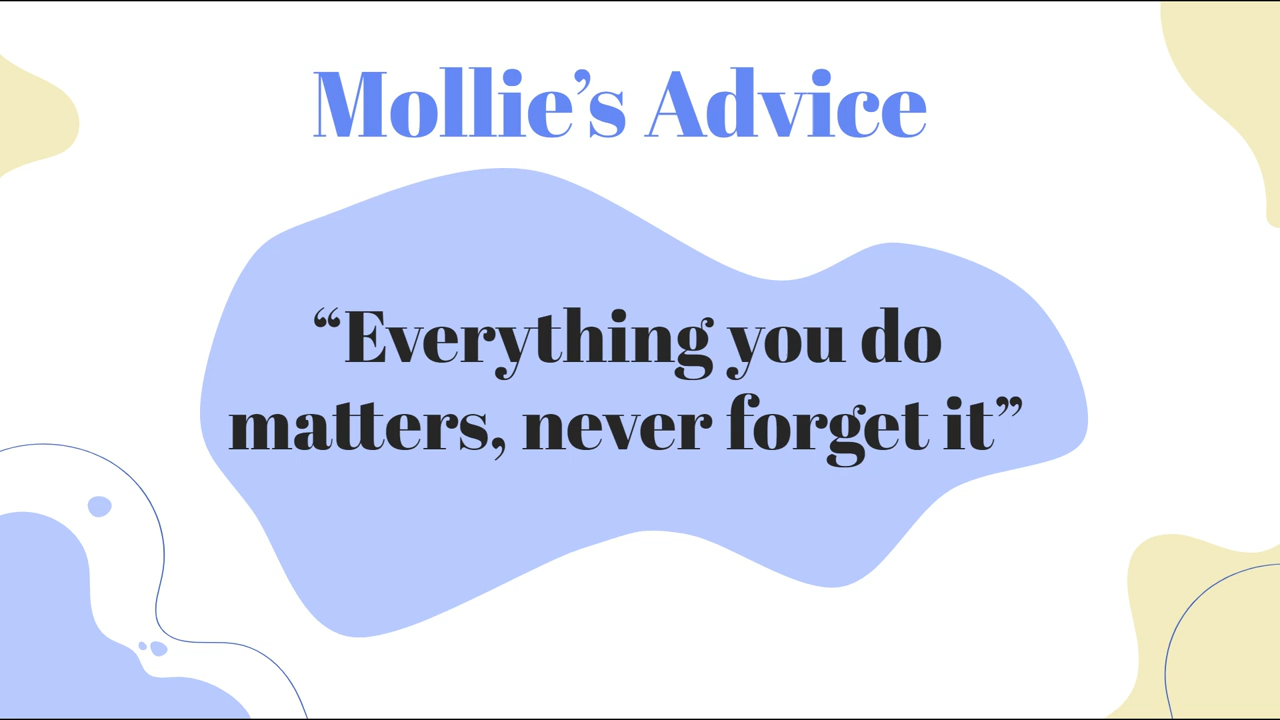 Mollie’s Advice
“Everything you do
matters, never forget it”